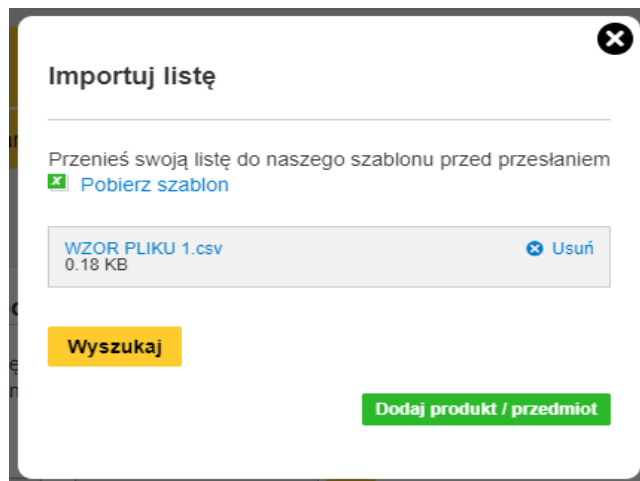 Importuj listę
Przenieś swoją listę do naszego szablonu przed przesłaniem
Pobierz szablon
WZOR PLIKU 1.csv
Usuń
0.18 KB
Wyszukaj
Dodaj produkt / przedmiot